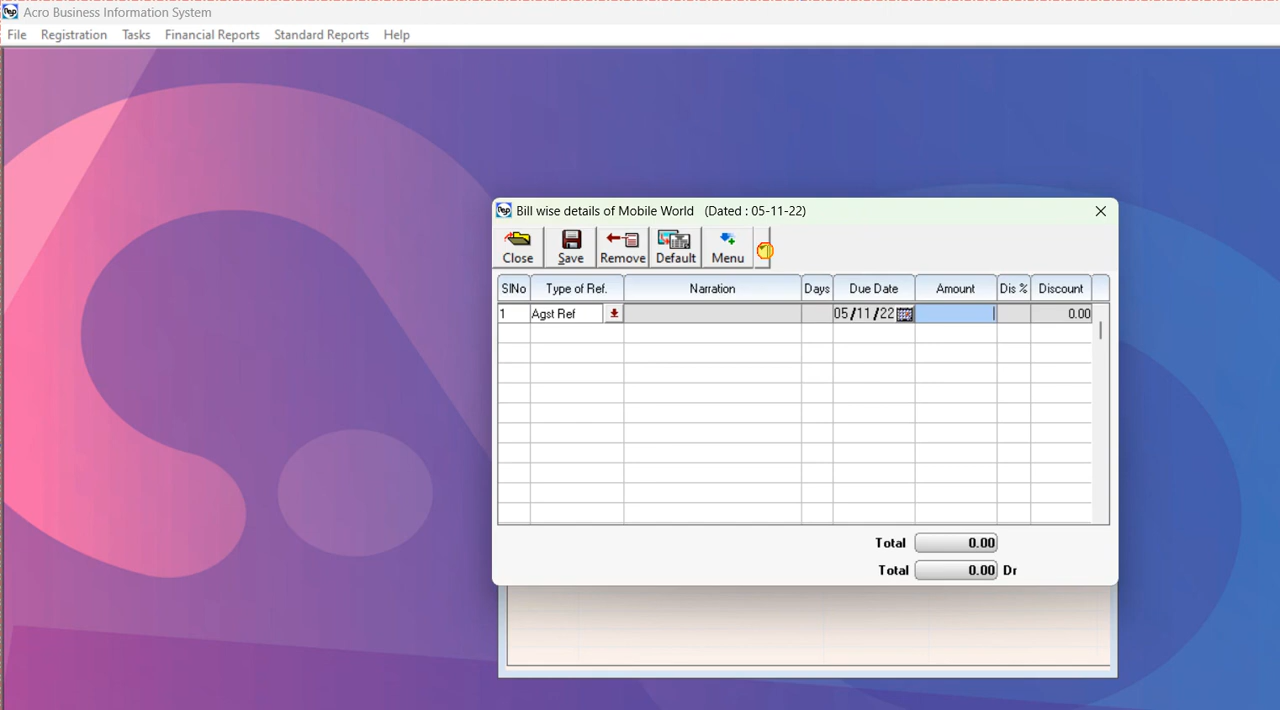 Acro Business Information System
File Registration Tasks Financial Reports Standard Reports Help
Bill wise details of Mobile World (Dated : 05-11-22)
Close Save Remove Default Menu
SlNo Type of Ref. Narration Days Due Date Amount Dis % Discount
1 Agst Ref 05/11/22 0.00
Total 0.00
Total 0.00 Dr